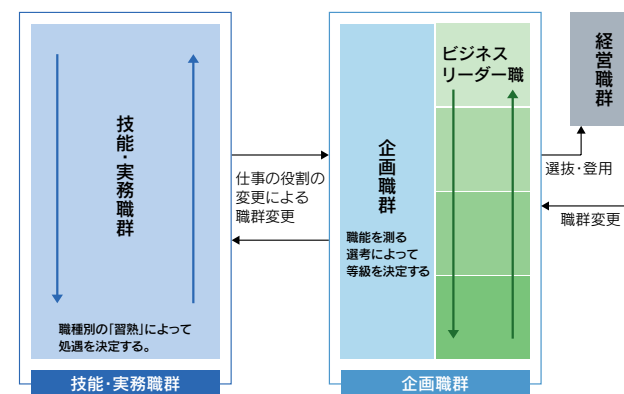 技能・実務職群
職種別の「習熟」によって
処遇を決定する。
技能・実務職群
仕事の役割の
変更による
職群変更
企画職群
職能を測る
選考によって
等級を決定する
ビジネス
リーダー職
企画職群
経営職群
選抜・登用
職群変更